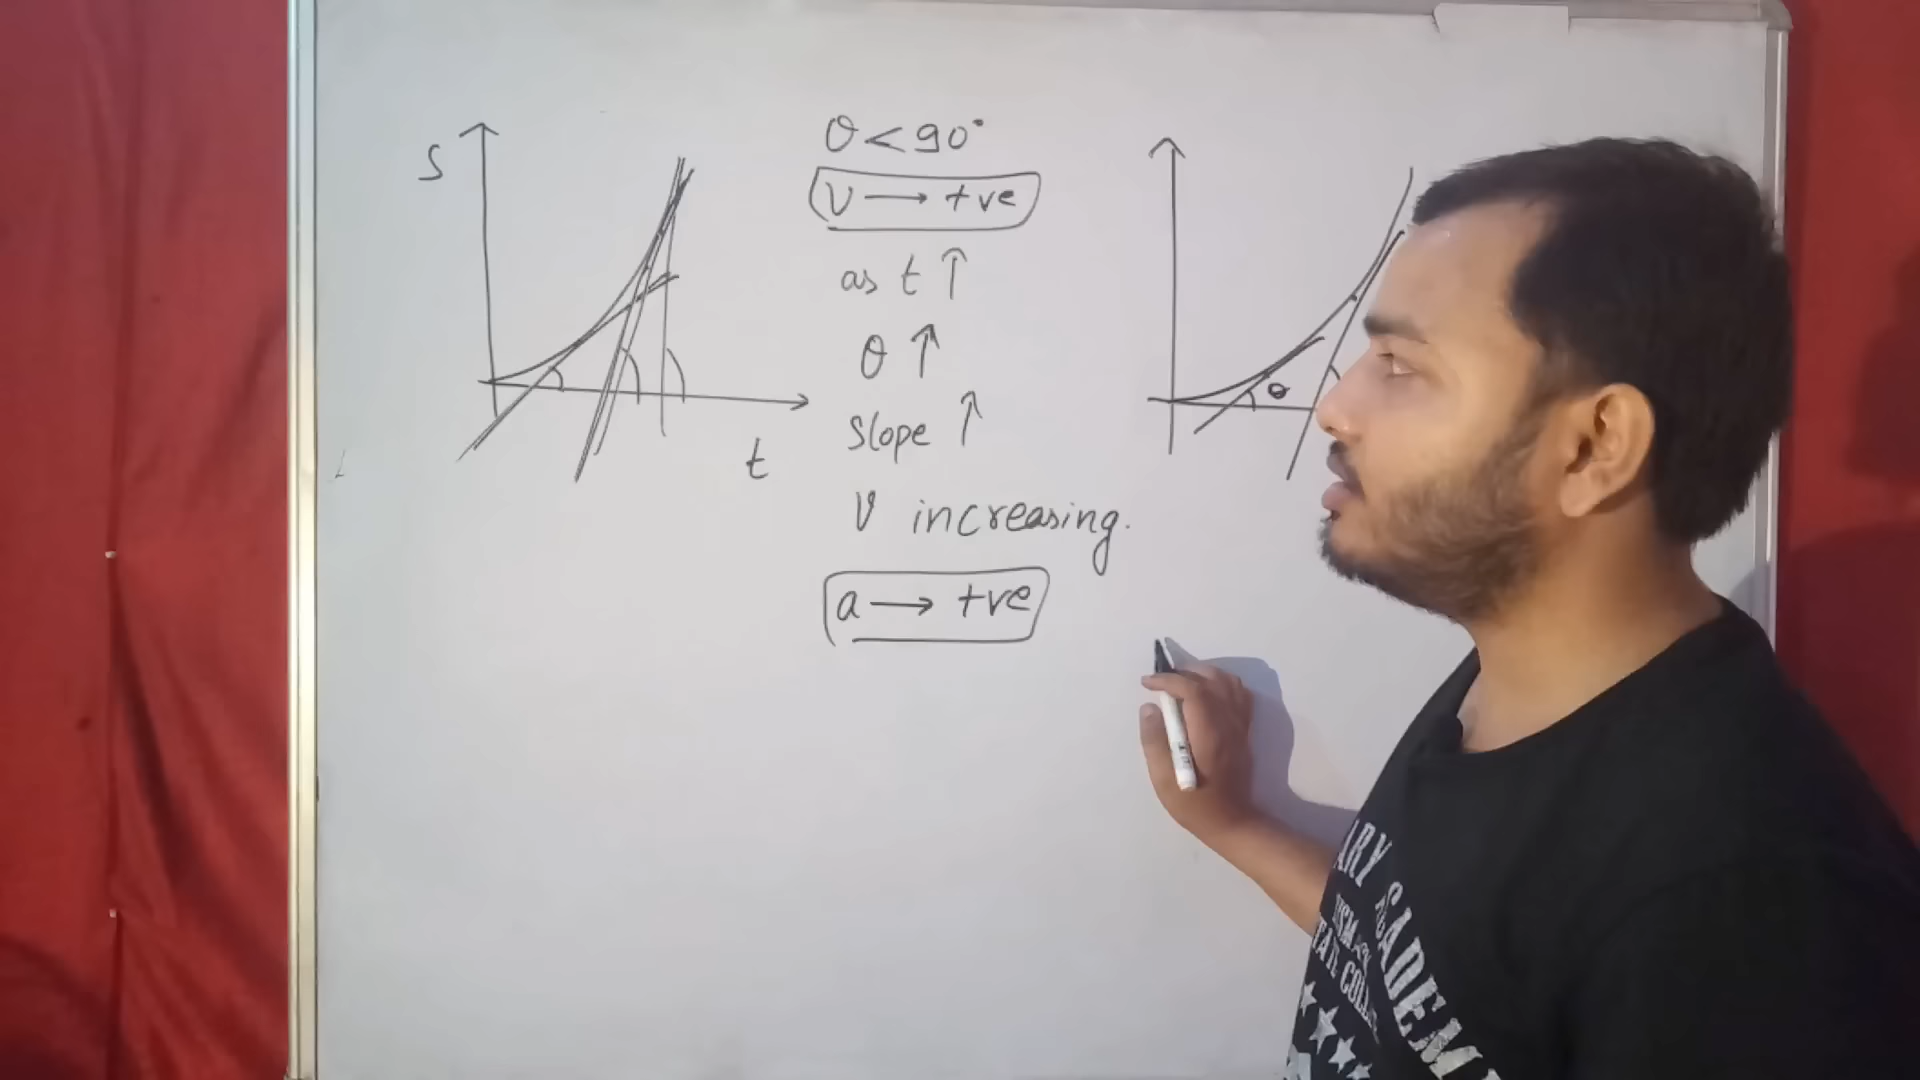 S
t
θ < 90°
v → +ve
as t ↑
θ ↑
slope ↑
v increasing.
a → +ve
θ